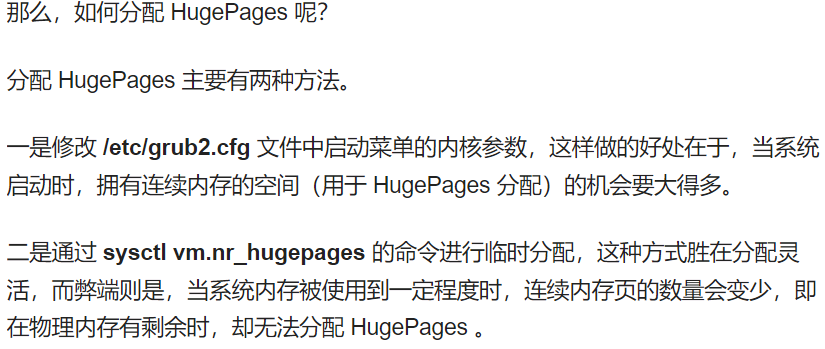 那么，如何分配 HugePages 呢？
分配 HugePages 主要有两种方法。
一是修改 /etc/grub2.cfg 文件中启动菜单的内核参数，这样做的好处在于，当系统
启动时，拥有连续内存的空间（用于 HugePages 分配）的机会要大得多。
二是通过 sysctl vm.nr_hugepages 的命令进行临时分配，这种方式胜在分配灵
活，而弊端则是，当系统内存被使用到一定程度时，连续内存页的数量会变少，即
在物理内存有剩余时，却无法分配 HugePages 。